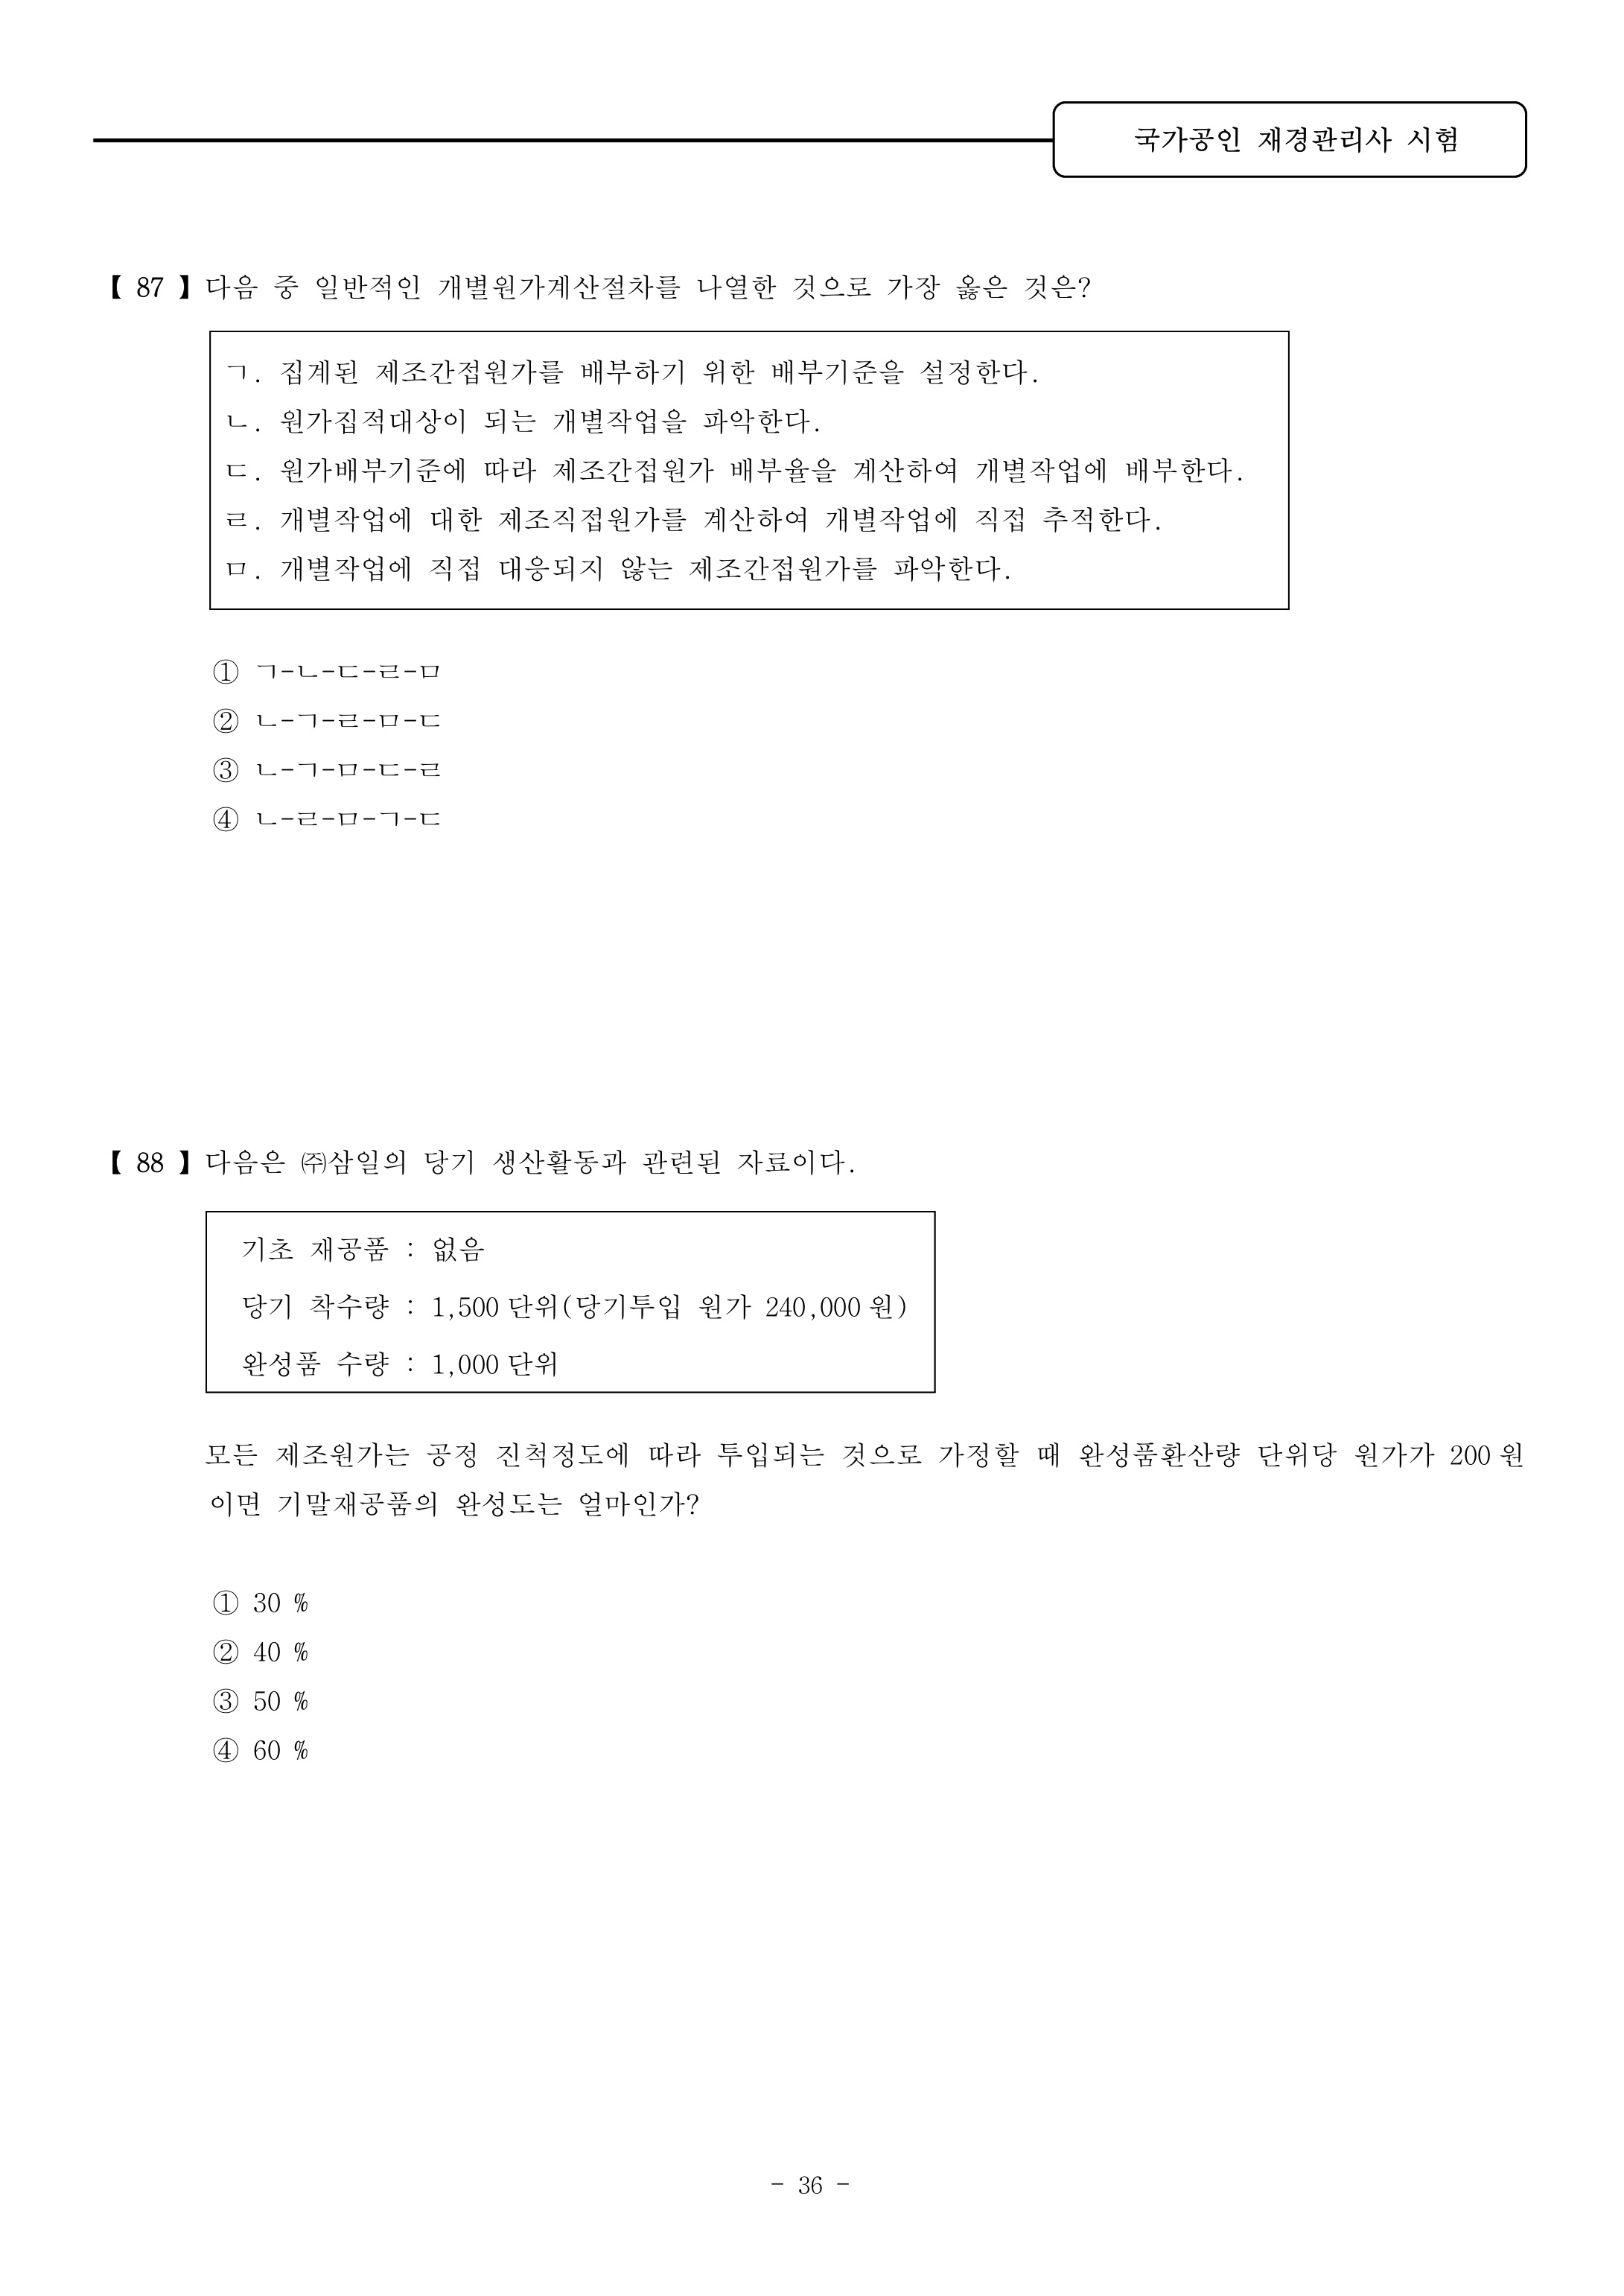 국가공인 재경관리사 시험
【 87 】 다음 중 일반적인 개별원가계산절차를 나열한 것으로 가장 옳은 것은?
ㄱ. 집계된 제조간접원가를 배부하기 위한 배부기준을 설정한다.
ㄴ. 원가집적대상이 되는 개별작업을 파악한다.
ㄷ. 원가배부기준에 따라 제조간접원가 배부율을 계산하여 개별작업에 배부한다.
ㄹ. 개별작업에 대한 제조직접원가를 계산하여 개별작업에 직접 추적한다.
ㅁ. 개별작업에 직접 대응되지 않는 제조간접원가를 파악한다.
① ㄱ-ㄴ-ㄷ-ㄹ-ㅁ
② ㄴ-ㄱ-ㄹ-ㅁ-ㄷ
③ ㄴ-ㄱ-ㅁ-ㄷ-ㄹ
④ ㄴ-ㄹ-ㅁ-ㄱ-ㄷ
【 88 】 다음은 ㈜삼일의 당기 생산활동과 관련된 자료이다.
기초 재공품 : 없음
당기 착수량 : 1,500 단위(당기투입 원가 240,000 원)
완성품 수량 : 1,000 단위
모든 제조원가는 공정 진척정도에 따라 투입되는 것으로 가정할 때 완성품환산량 단위당 원가가 200 원
이면 기말재공품의 완성도는 얼마인가?
① 30 %
② 40 %
③ 50 %
④ 60 %
- 36 -